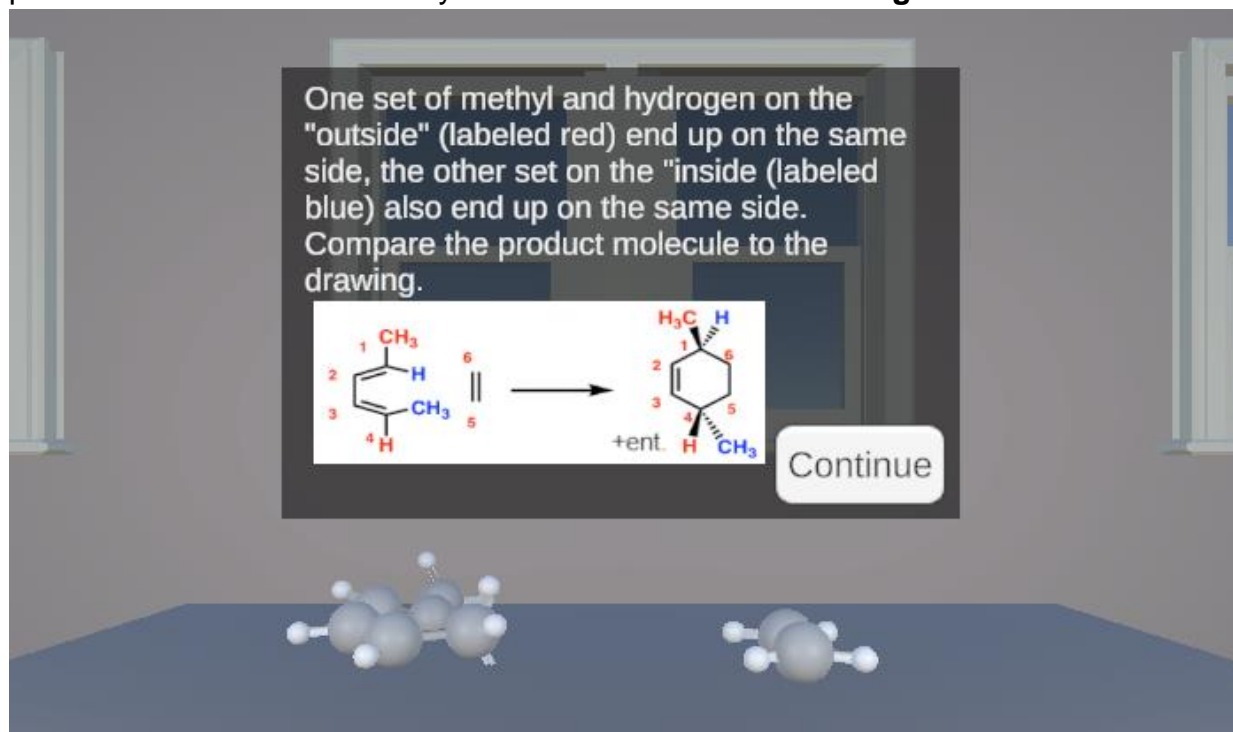 One set of methyl and hydrogen on the
"outside" (labeled red) end up on the same
side, the other set on the "inside (labeled
blue) also end up on the same side.
Compare the product molecule to the
drawing.
H₃C H
1 CH₃
1
6
6
2
2 H
3 CH₃
3
5
4
5
4 H
+ent. H CH₃
Continue